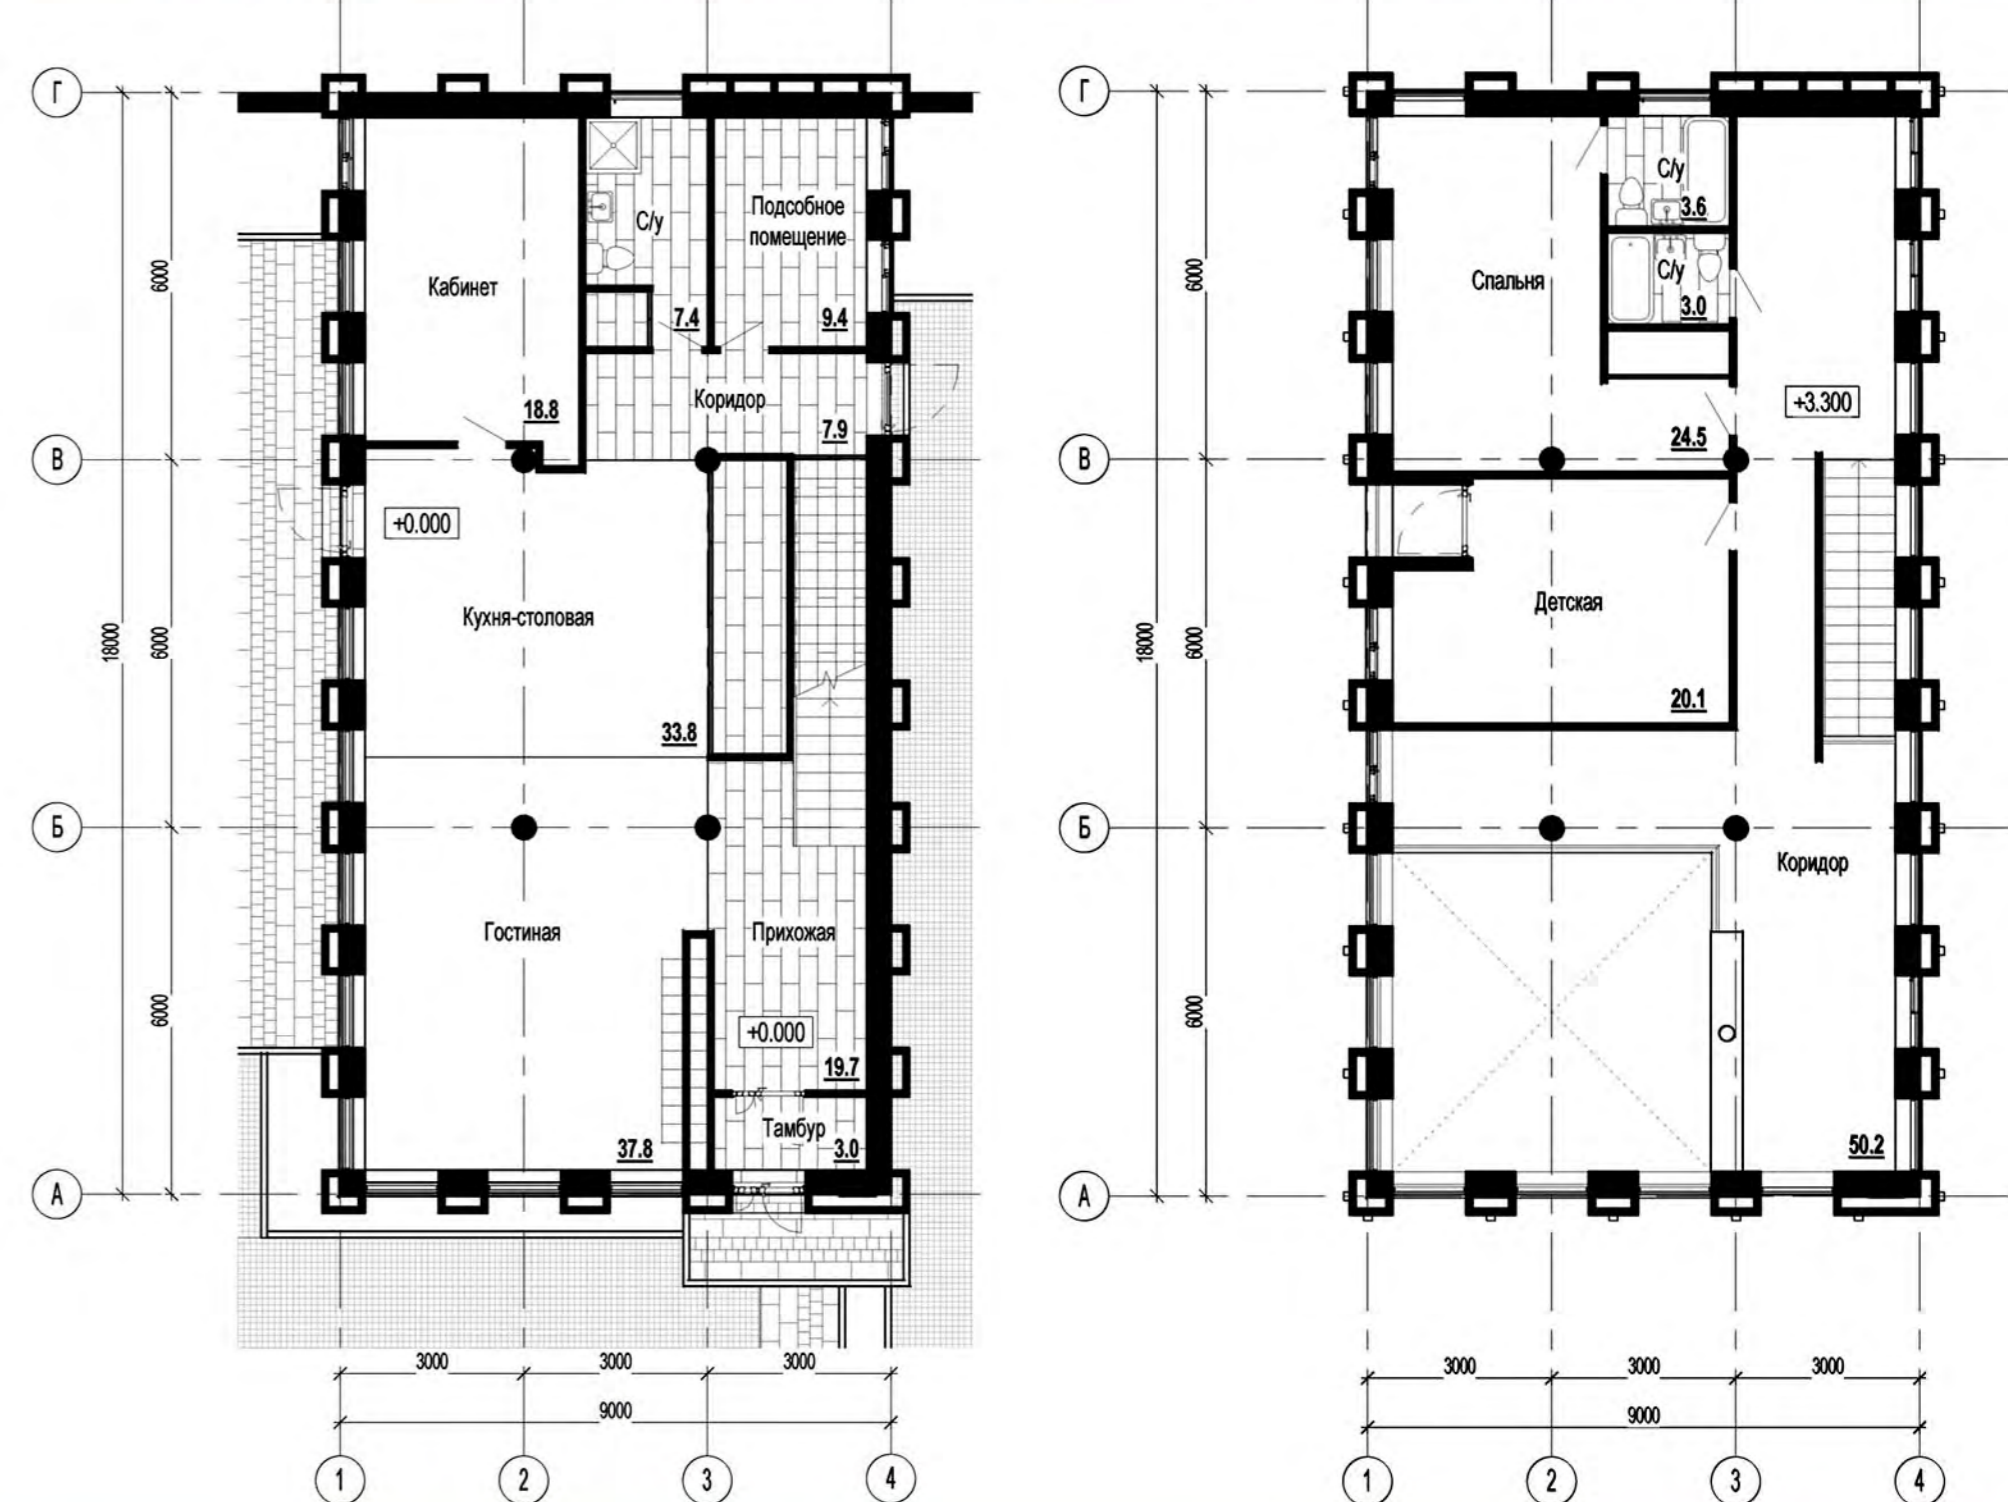 Г
В
Б
А
18000
6000
6000
6000
Кабинет
18.8
С/у
7.4
Подсобное
помещение
9.4
Коридор
7.9
+0.000
Кухня-столовая
33.8
Гостиная
37.8
Прихожая
+0.000
19.7
Тамбур
3.0
3000
3000
3000
9000
1
2
3
4
Г
В
Б
А
18000
6000
6000
6000
С/у
3.6
С/у
3.0
Спальня
24.5
+3.300
Детская
20.1
Коридор
50.2
3000
3000
3000
9000
1
2
3
4